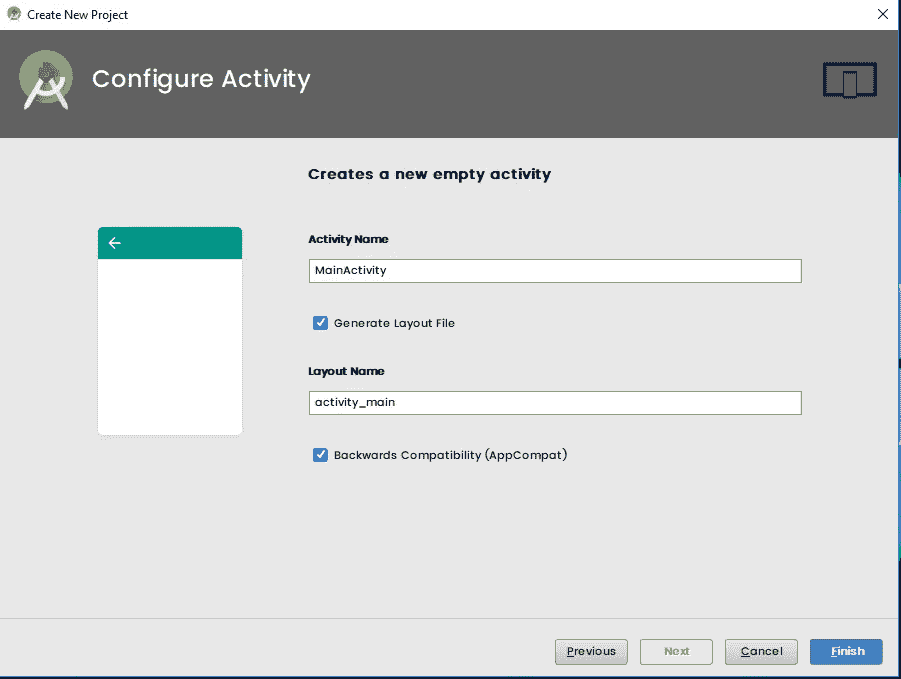 Create New Project
Configure Activity
Creates a new empty activity
Activity Name
MainActivity
Generate Layout File
Layout Name
activity_main
Backwards Compatibility (AppCompat)
Previous Next Cancel Finish